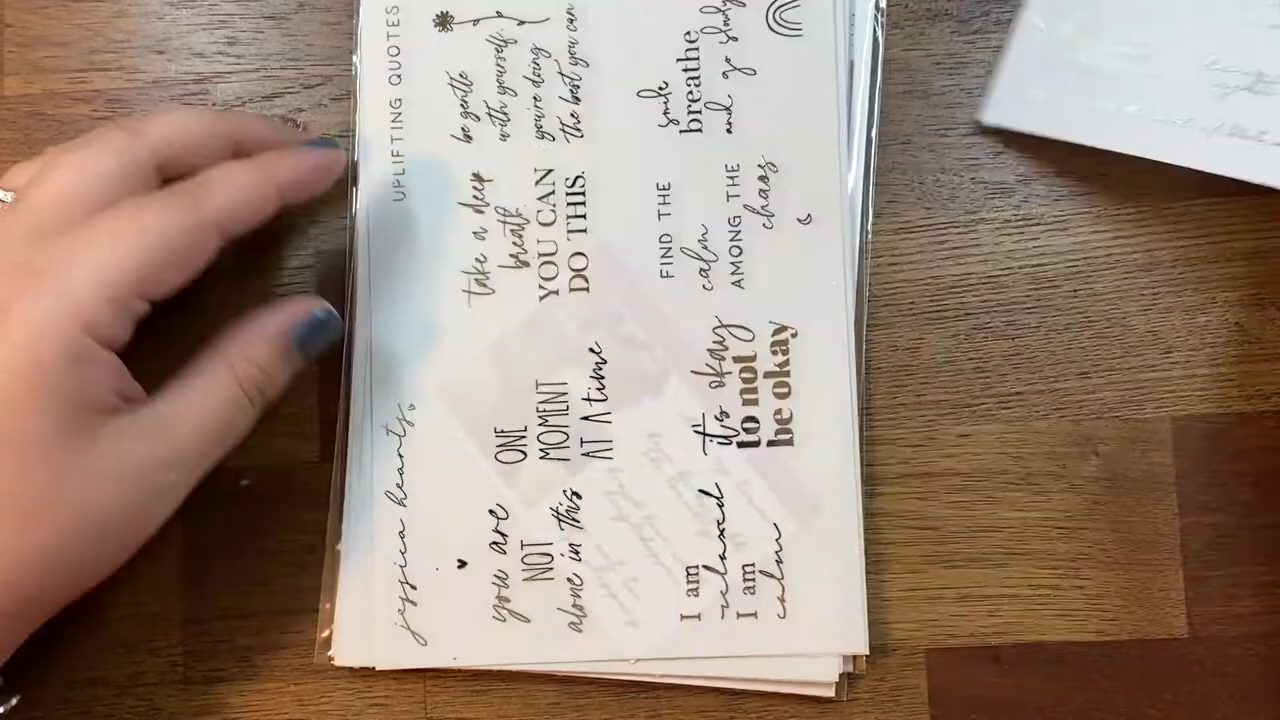 jessica hearts
UPLIFTING QUOTES
you are
NOT
alone in this
ONE
MOMENT
AT A time
take a deep
breath.
YOU CAN
DO THIS.
be gentle
with yourself.
you're doing
the best you can
I am
relaxed
I am
calm
it's okay
to not
be okay
FIND THE
calm
AMONG THE
chaos
smile
breathe
and go slowly